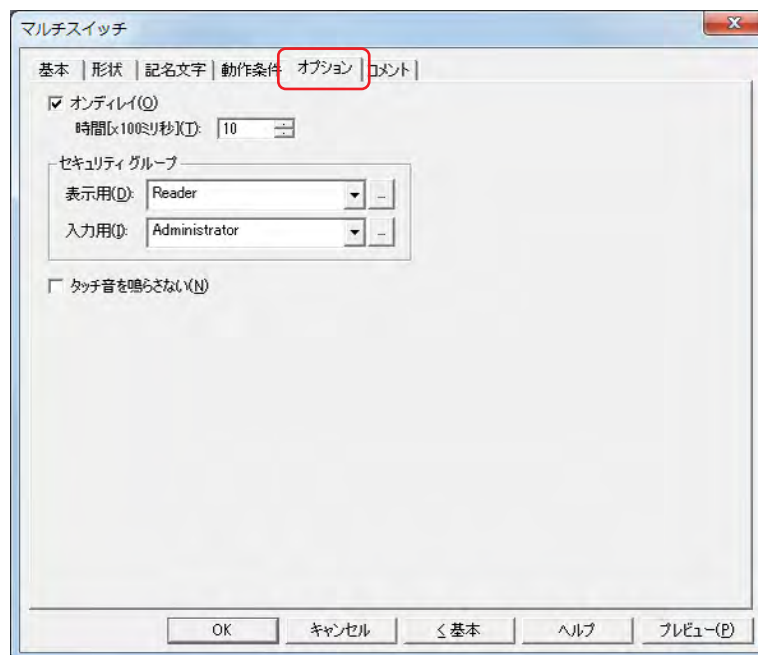 マルチスイッチ
基本 形状 記名文字 動作条件 オプション コメント
オンディレイ(O)
時間[x100ミリ秒](T): 10
セキュリティ グループ
表示用(D): Reader ...
入力用(I): Administrator ...
タッチ音を鳴らさない(N)
OK キャンセル < 基本 ヘルプ プレビュー(P)